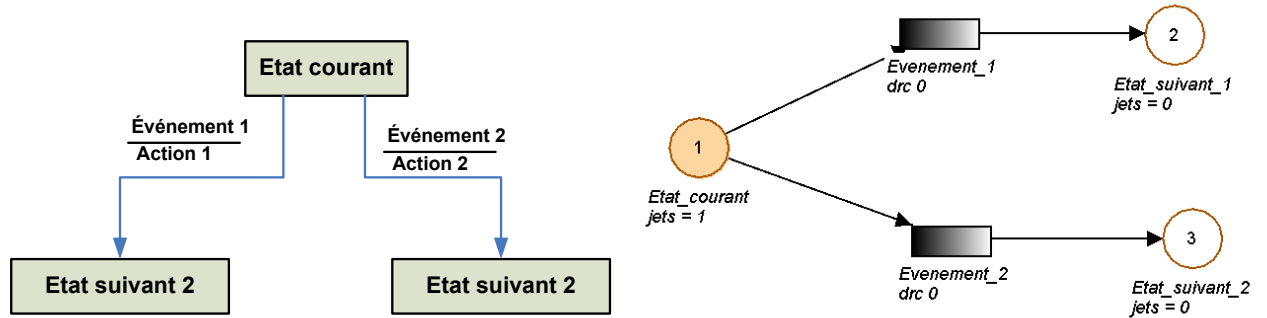 Etat courant
Événement 1
Action 1
Événement 2
Action 2
Etat suivant 2
Etat suivant 2
Evenement_1
drc 0
2
Etat_suivant_1
jets = 0
1
Etat_courant
jets = 1
Evenement_2
drc 0
3
Etat_suivant_2
jets = 0